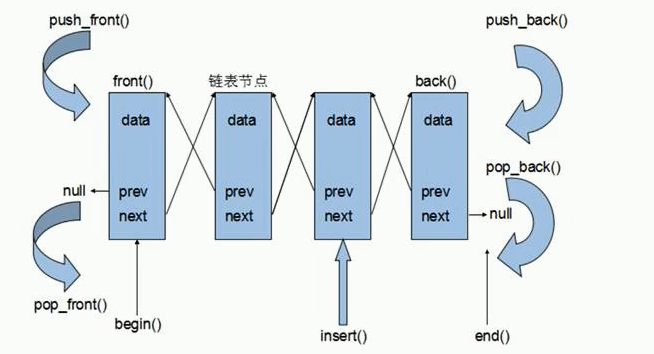 push_front()
push_back()
front()
链表节点
back()
data
data
data
data
pop_back()
null
prev
prev
prev
prev
next
next
next
next
null
pop_front()
begin()
insert()
end()